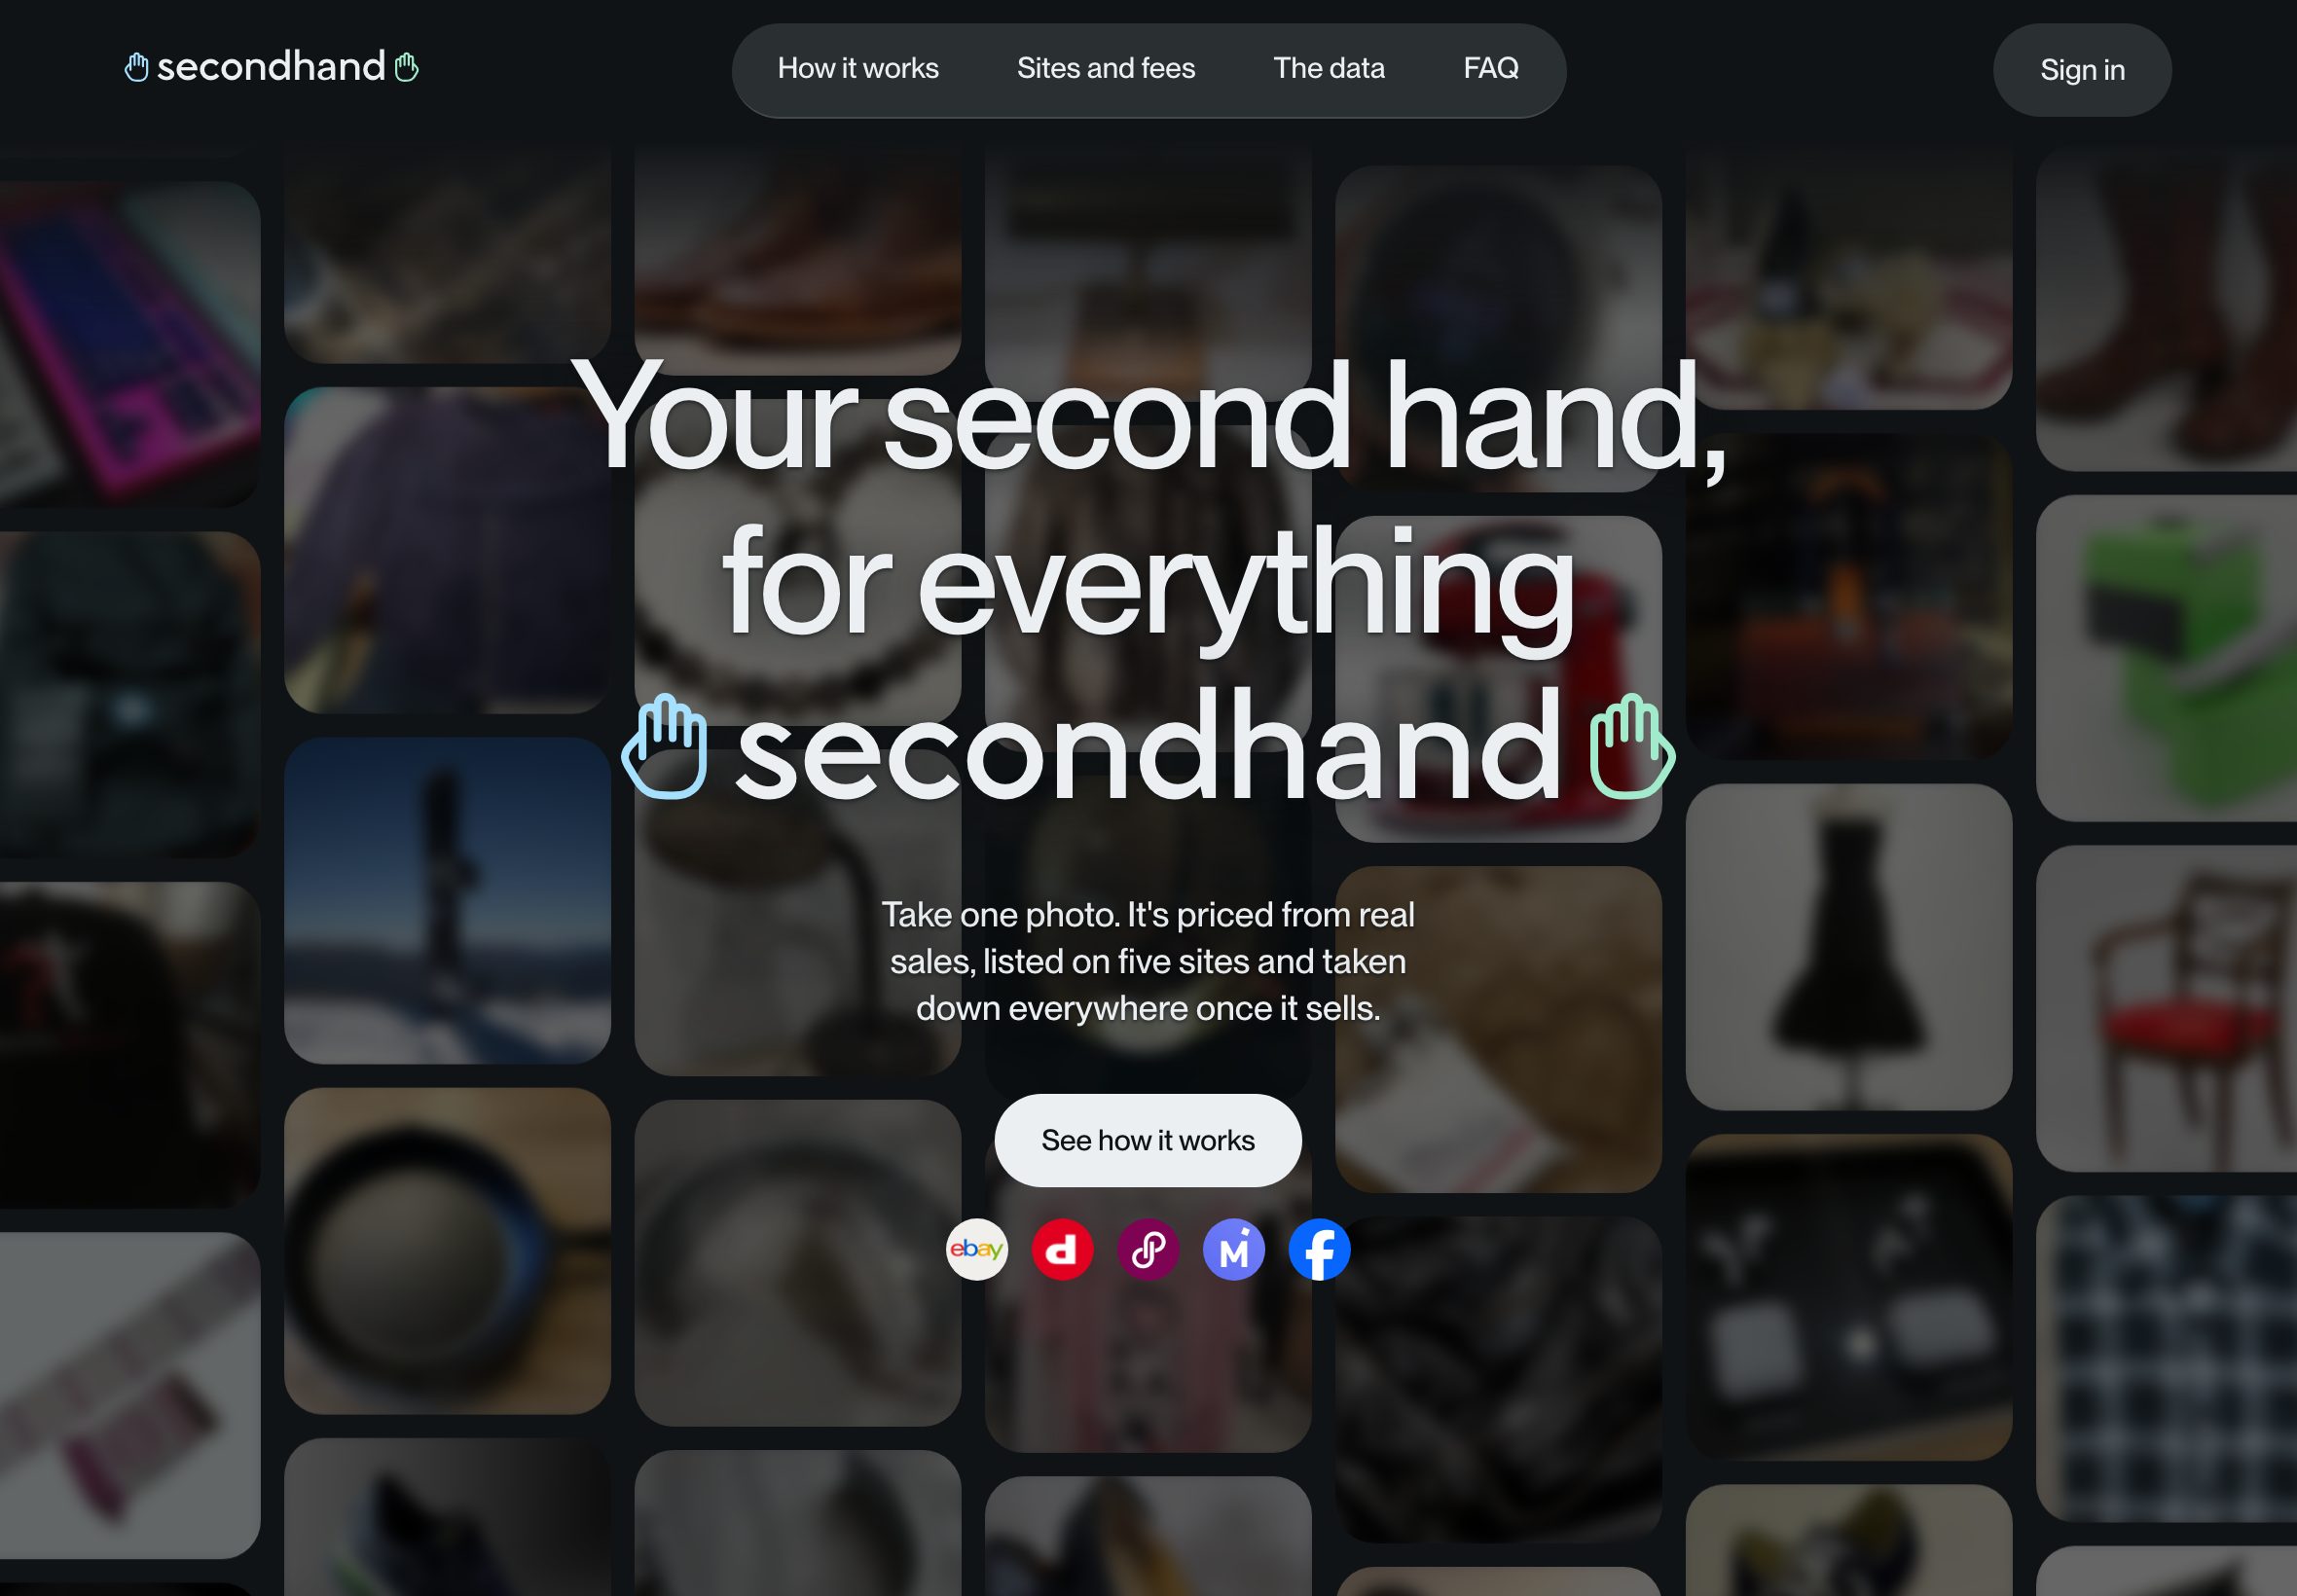 secondhand
How it works
Sites and fees
The data
FAQ
Sign in
Your second hand,
for everything
secondhand
Take one photo. It's priced from real
sales, listed on five sites and taken
down everywhere once it sells.
See how it works
ebay